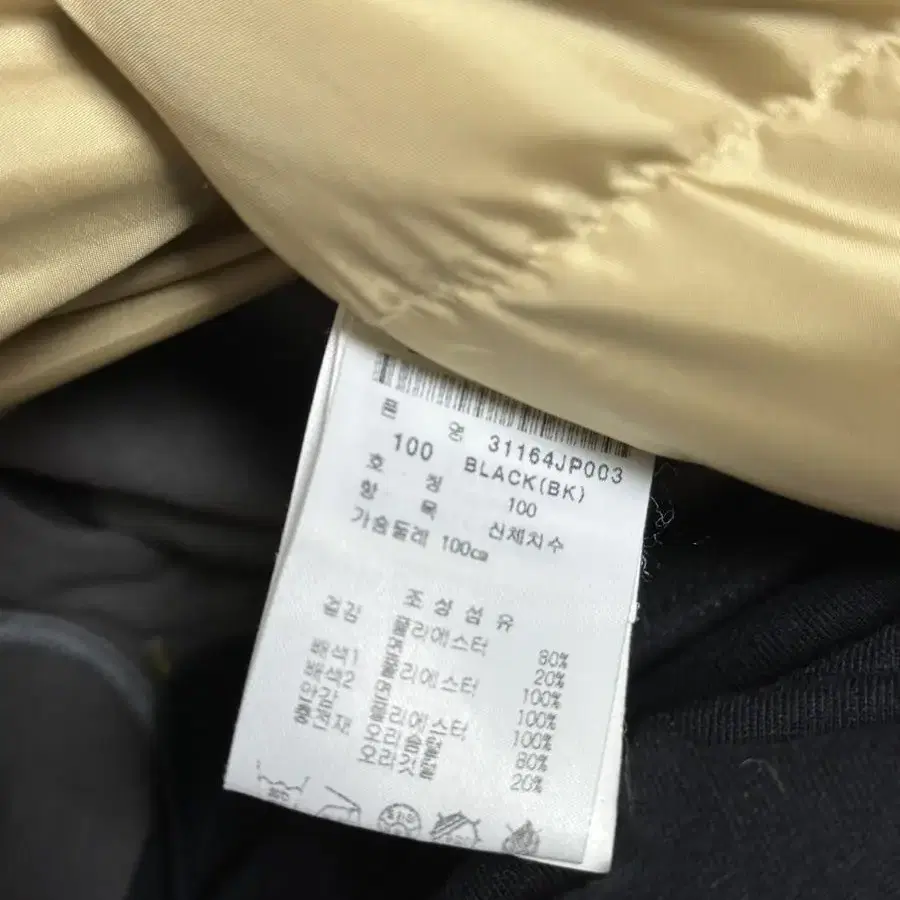 품 명 31164JP003
100 BLACK(BK)
호 칭 100
항 목 신체치수
가슴둘레 100㎝
조성섬유
겉감 폴리에스터 80%
20%
배색1 폴리에스터 100%
배색2 100%
안감 폴리에스터 100%
충전재 오리솜털 80%
오리깃털 20%